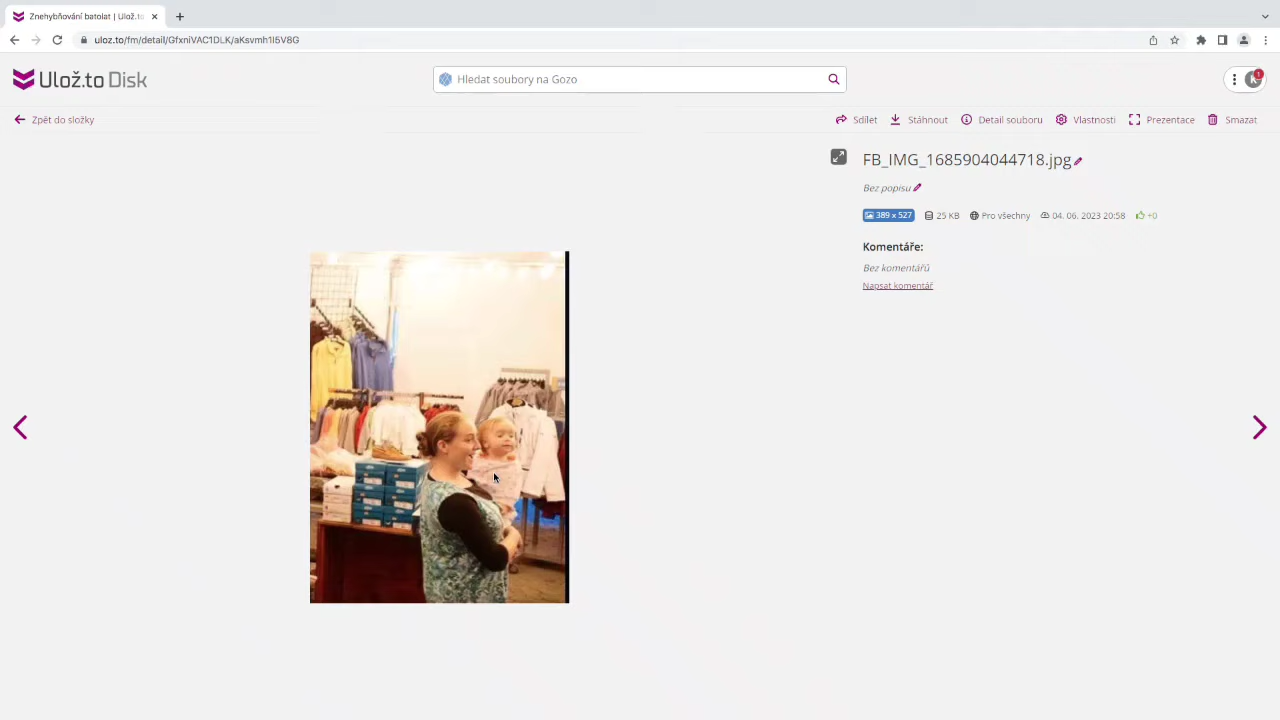 Znehybňování batolat | Ulož.to
uloz.to/fm/detail/GfxniVAC1DLK/aKsvmh1I5V8G
Ulož.to Disk
Hledat soubory na Gozo
K
1
Zpět do složky
Sdílet
Stáhnout
Detail souboru
Vlastnosti
Prezentace
Smazat
FB_IMG_1685904044718.jpg
Bez popisu
389 x 527
25 KB
Pro všechny
04. 06. 2023 20:58
+0
Komentáře:
Bez komentářů
Napsat komentář